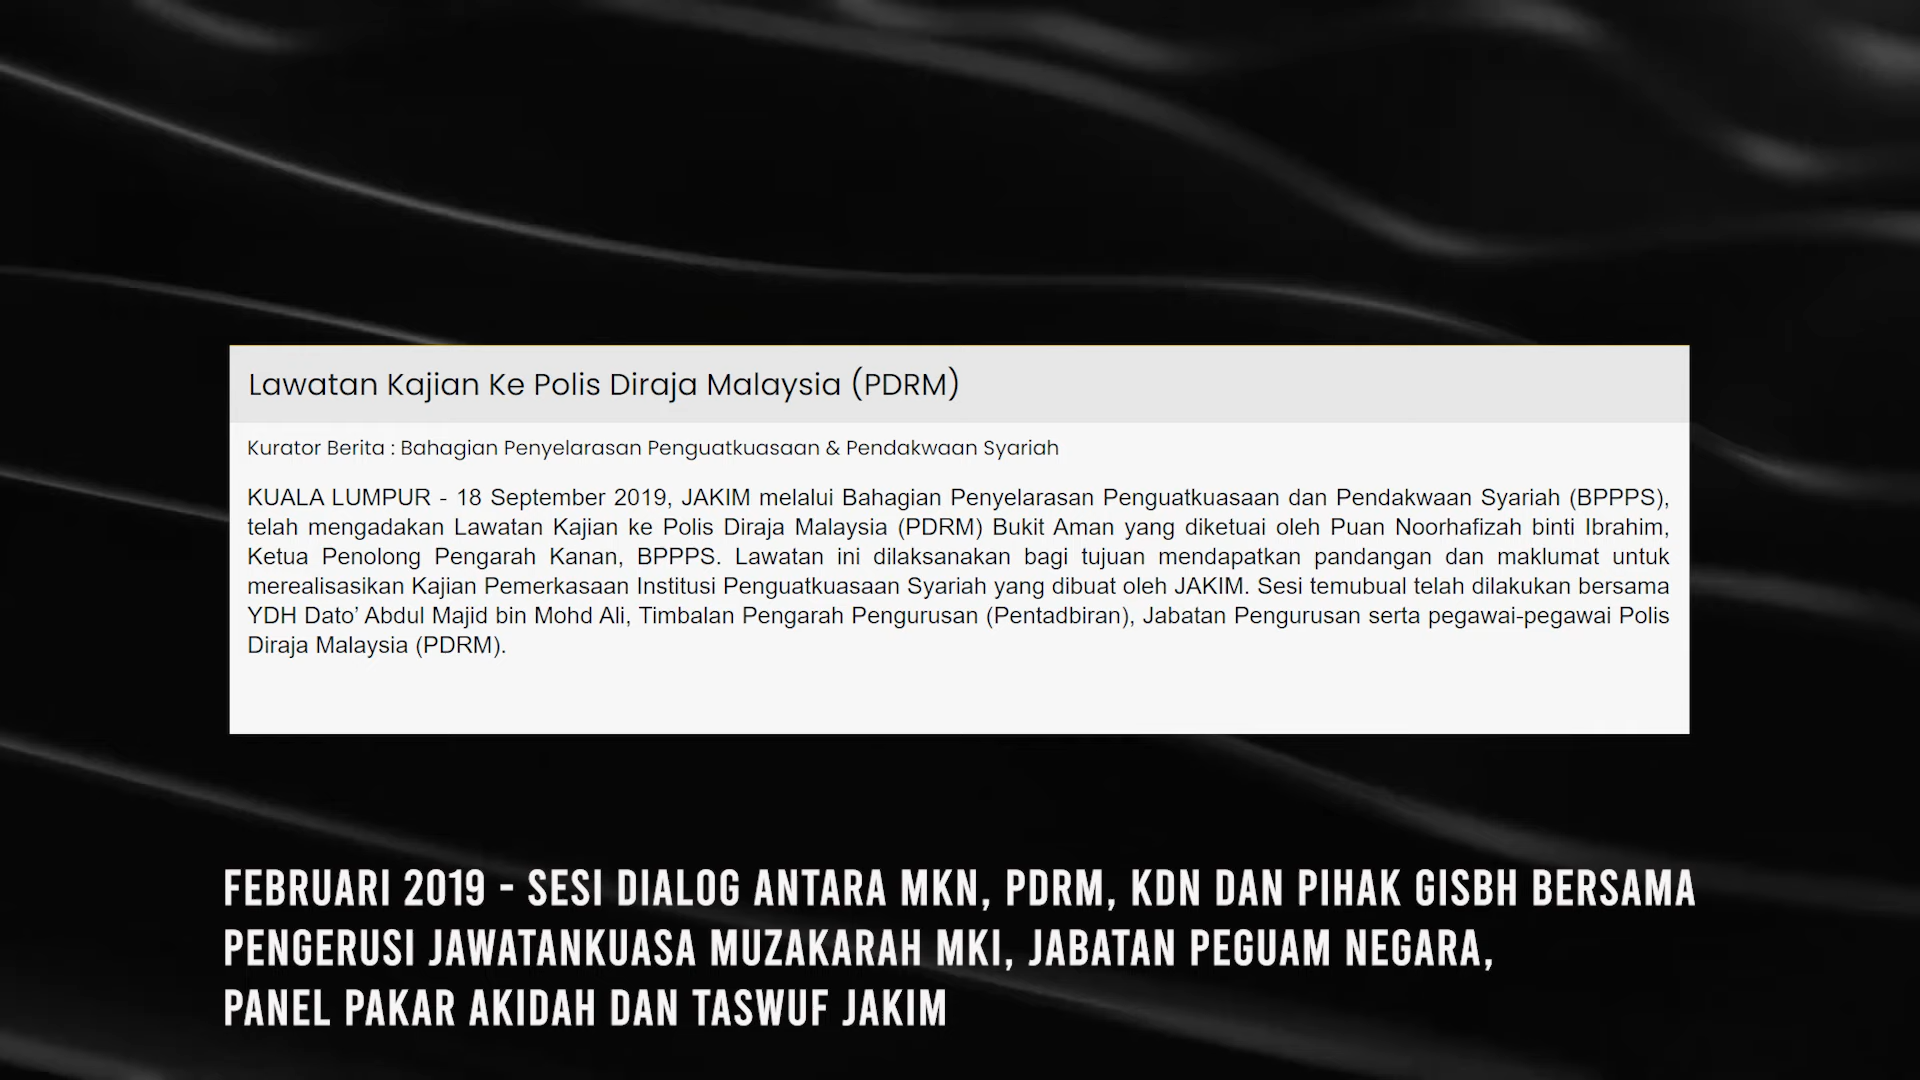 Lawatan Kajian Ke Polis Diraja Malaysia (PDRM)
Kurator Berita : Bahagian Penyelarasan Penguatkuasaan & Pendakwaan Syariah
KUALA LUMPUR - 18 September 2019, JAKIM melalui Bahagian Penyelarasan Penguatkuasaan dan Pendakwaan Syariah (BPPPS),
telah mengadakan Lawatan Kajian ke Polis Diraja Malaysia (PDRM) Bukit Aman yang diketuai oleh Puan Noorhafizah binti Ibrahim,
Ketua Penolong Pengarah Kanan, BPPPS. Lawatan ini dilaksanakan bagi tujuan mendapatkan pandangan dan maklumat untuk
merealisasikan Kajian Pemerkasaan Institusi Penguatkuasaan Syariah yang dibuat oleh JAKIM. Sesi temubual telah dilakukan bersama
YDH Dato’ Abdul Majid bin Mohd Ali, Timbalan Pengarah Pengurusan (Pentadbiran), Jabatan Pengurusan serta pegawai-pegawai Polis
Diraja Malaysia (PDRM).
FEBRUARI 2019 - SESI DIALOG ANTARA MKN, PDRM, KDN DAN PIHAK GISBH BERSAMA
PENGERUSI JAWATANKUASA MUZAKARAH MKI, JABATAN PEGUAM NEGARA,
PANEL PAKAR AKIDAH DAN TASWUF JAKIM